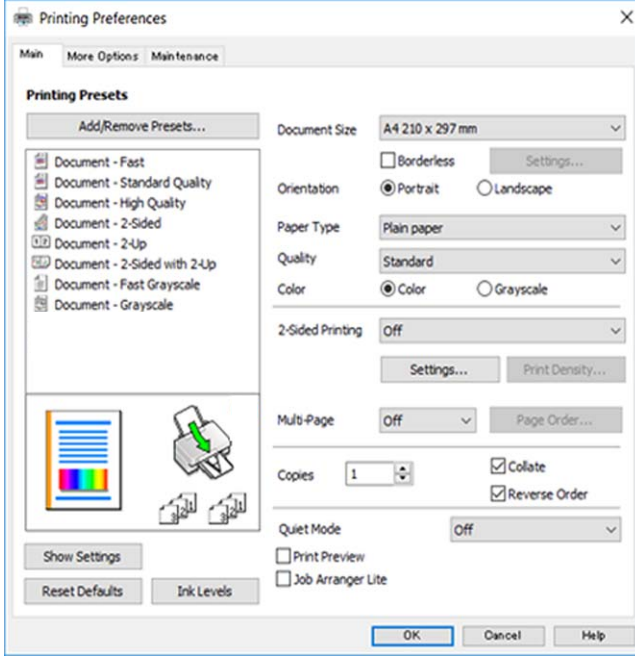 Printing Preferences
Main
More Options
Maintenance
Printing Presets
Add/Remove Presets...
Document - Fast
Document - Standard Quality
Document - High Quality
Document - 2-Sided
Document - 2-Up
Document - 2-Sided with 2-Up
Document - Fast Grayscale
Document - Grayscale
Show Settings
Reset Defaults
Ink Levels
Document Size
A4 210 x 297 mm
Borderless
Settings...
Orientation
Portrait
Landscape
Paper Type
Plain paper
Quality
Standard
Color
Color
Grayscale
2-Sided Printing
Off
Settings...
Print Density...
Multi-Page
Off
Page Order...
Copies
1
Collate
Reverse Order
Quiet Mode
Off
Print Preview
Job Arranger Lite
OK
Cancel
Help